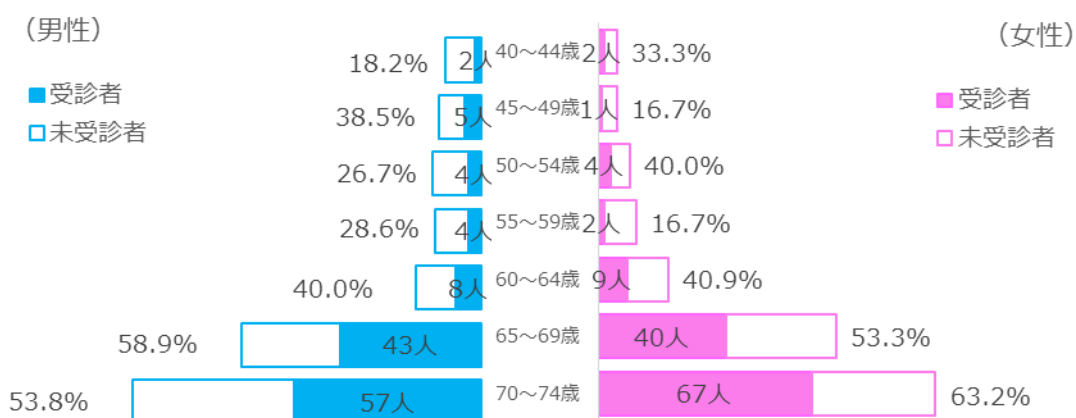 （男性）
（女性）
■受診者
□未受診者
■受診者
□未受診者
18.2% 2人 40～44歳 2人 33.3%
38.5% 5人 45～49歳 1人 16.7%
26.7% 4人 50～54歳 4人 40.0%
28.6% 4人 55～59歳 2人 16.7%
40.0% 8人 60～64歳 9人 40.9%
58.9% 43人 65～69歳 40人 53.3%
53.8% 57人 70～74歳 67人 63.2%